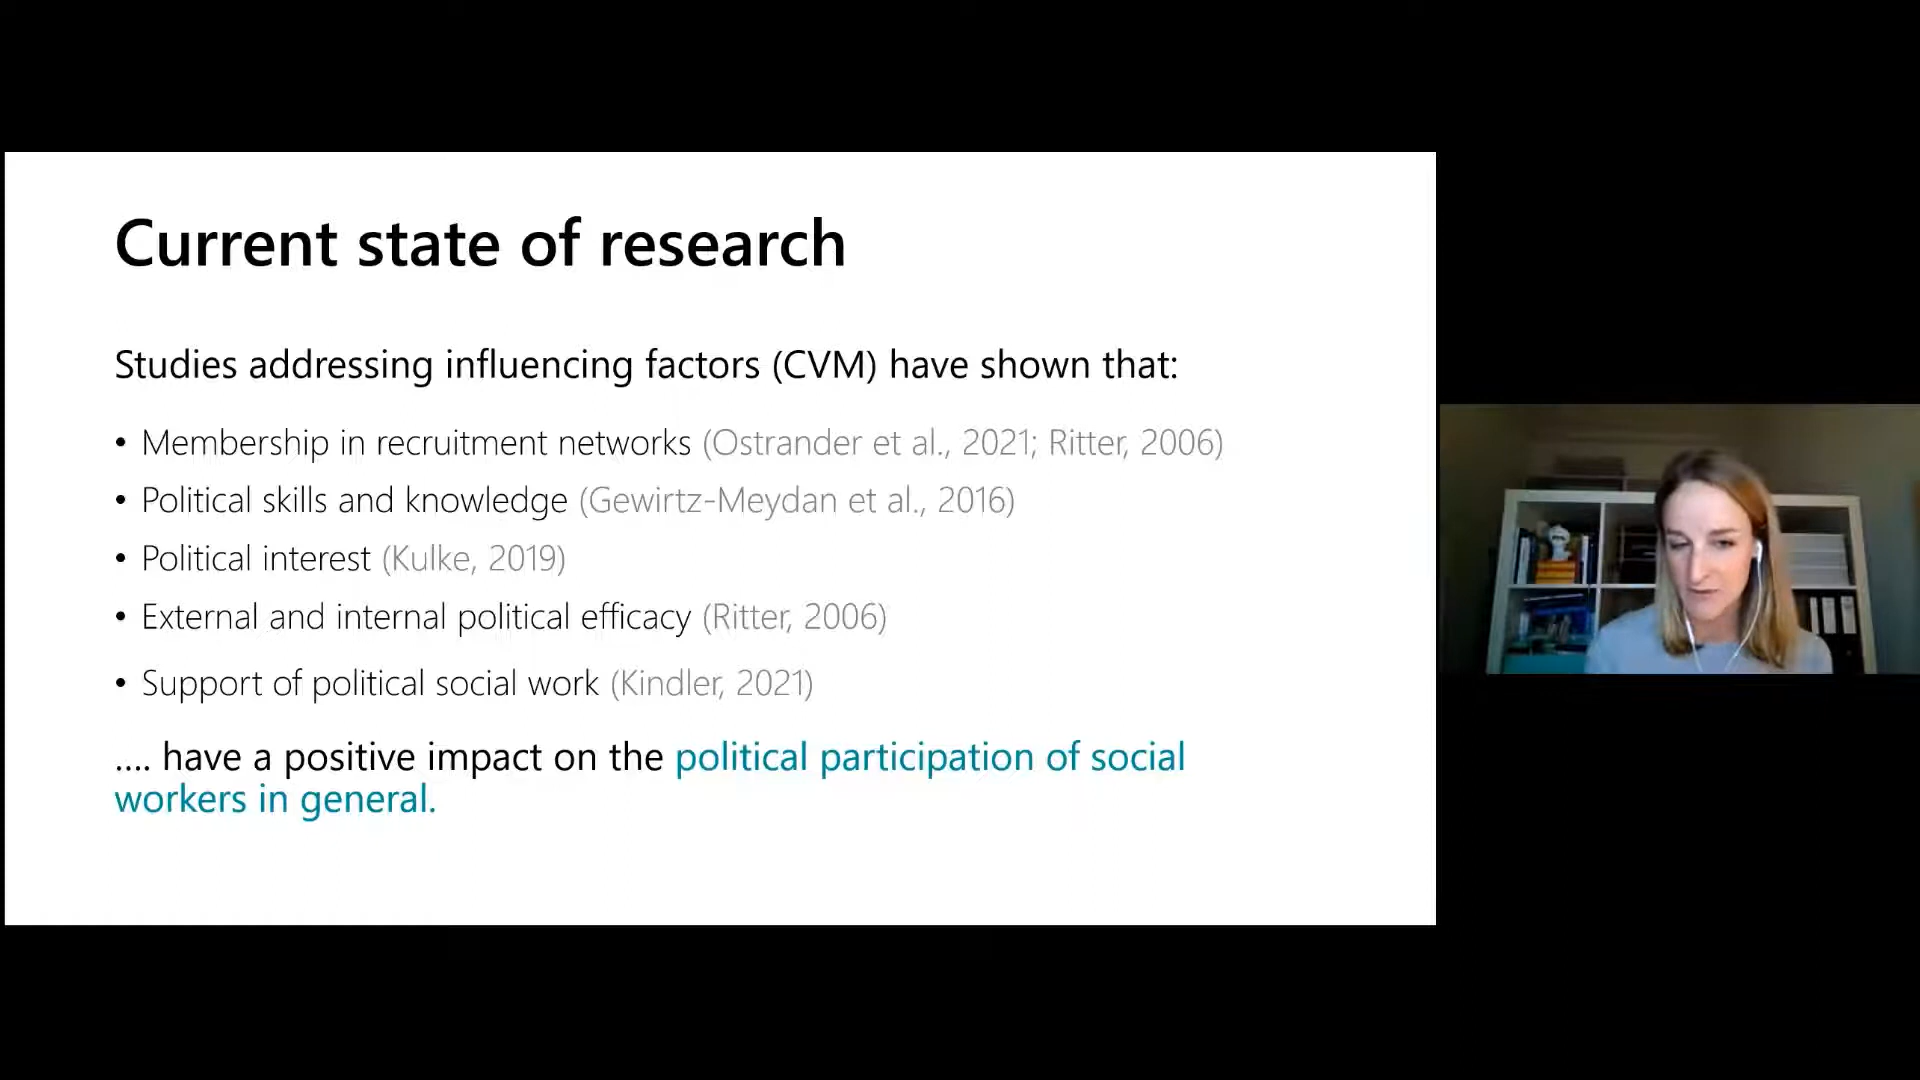 Current state of research
Studies addressing influencing factors (CVM) have shown that:
• Membership in recruitment networks (Ostrander et al., 2021; Ritter, 2006)
• Political skills and knowledge (Gewirtz-Meydan et al., 2016)
• Political interest (Kulke, 2019)
• External and internal political efficacy (Ritter, 2006)
• Support of political social work (Kindler, 2021)
.... have a positive impact on the political participation of social
workers in general.